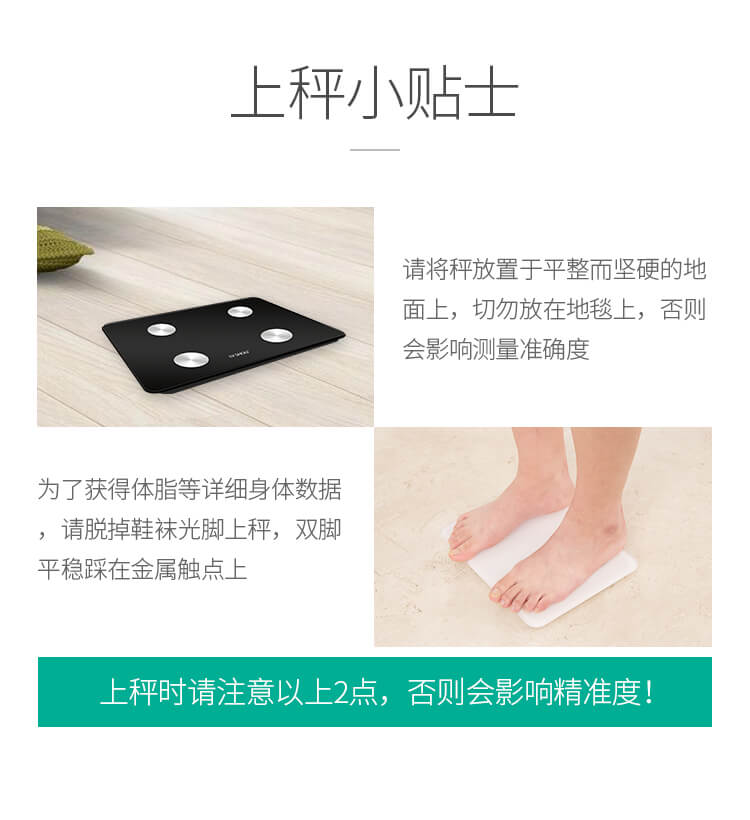 上秤小贴士
请将秤放置于平整而坚硬的地
面上，切勿放在地毯上，否则
会影响测量准确度
为了获得体脂等详细身体数据
，请脱掉鞋袜光脚上秤，双脚
平稳踩在金属触点上
上秤时请注意以上2点，否则会影响精准度！